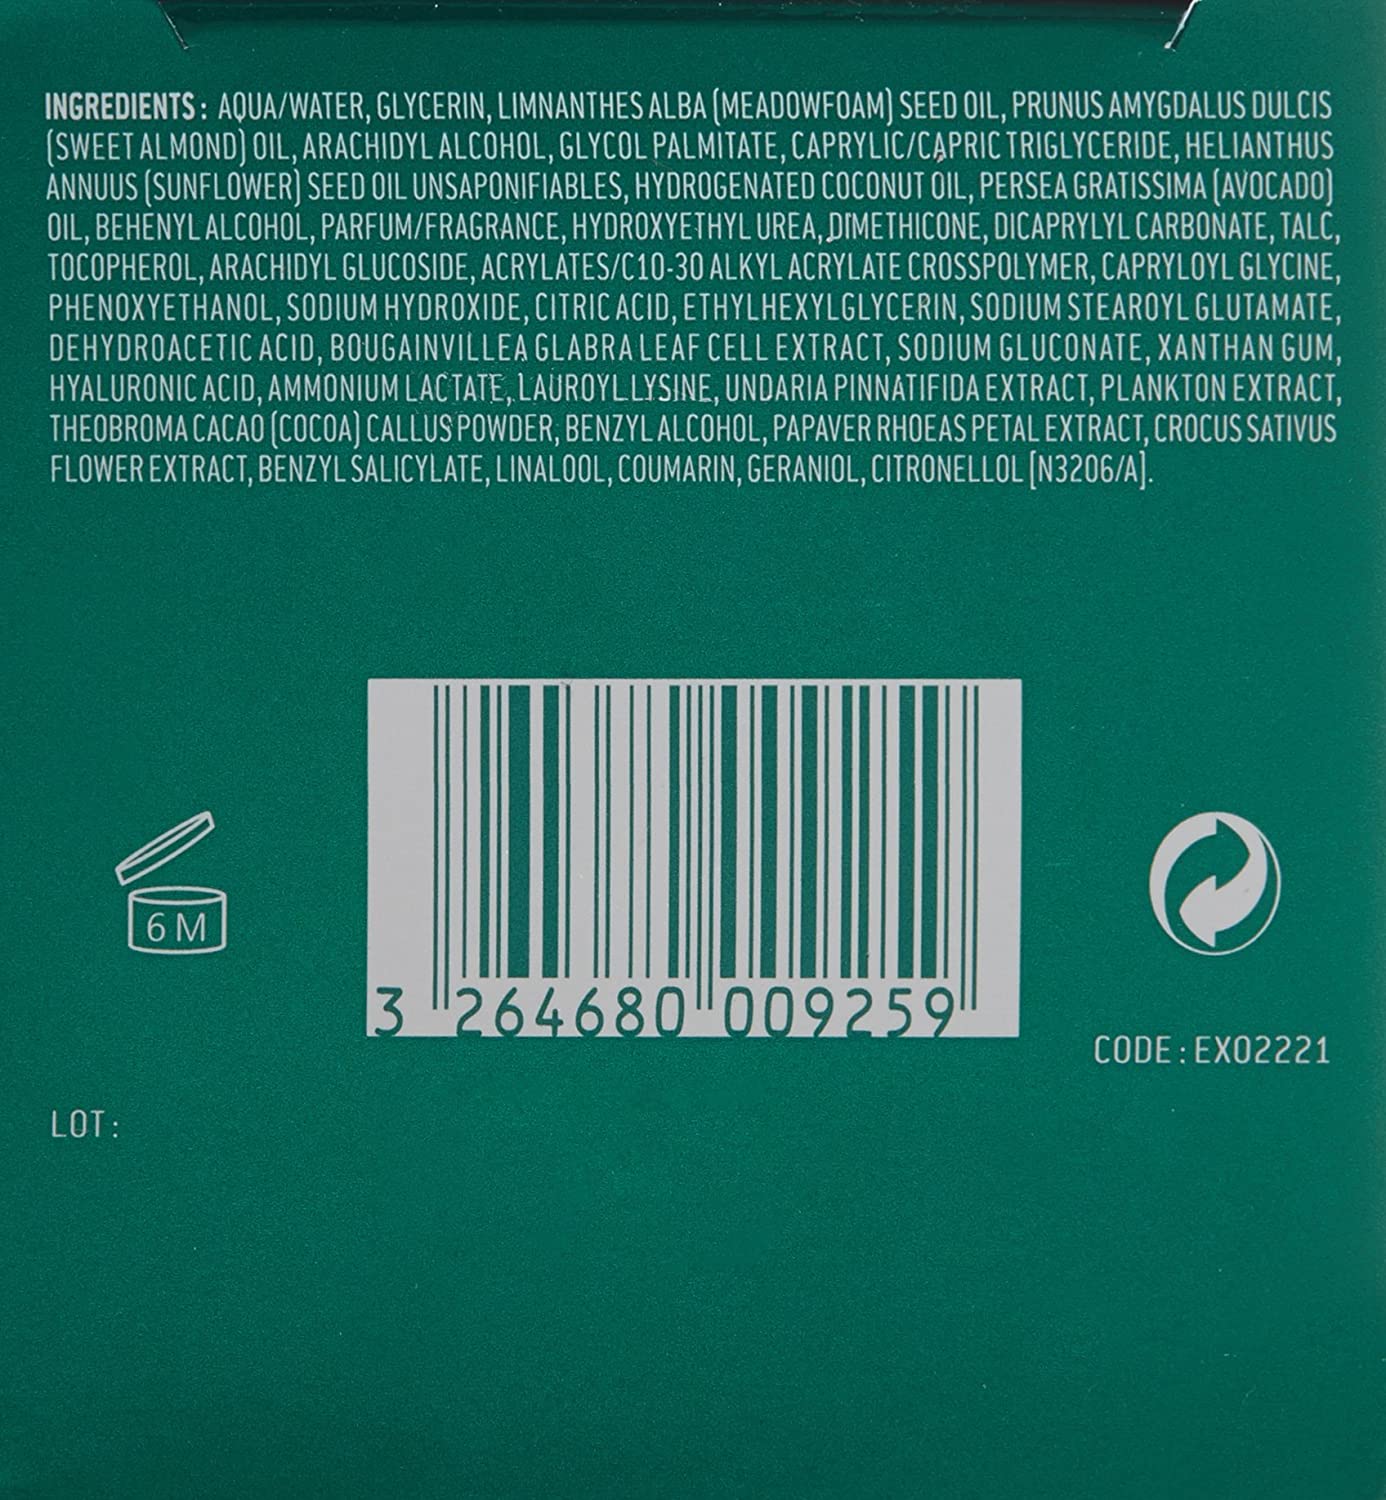 INGREDIENTS : AQUA/WATER, GLYCERIN, LIMNANTHES ALBA (MEADOWFOAM) SEED OIL, PRUNUS AMYGDALUS DULCIS
(SWEET ALMOND) OIL, ARACHIDYL ALCOHOL, GLYCOL PALMITATE, CAPRYLIC/CAPRIC TRIGLYCERIDE, HELIANTHUS
ANNUUS (SUNFLOWER) SEED OIL UNSAPONIFIABLES, HYDROGENATED COCONUT OIL, PERSEA GRATISSIMA (AVOCADO)
OIL, BEHENYL ALCOHOL, PARFUM/FRAGRANCE, HYDROXYETHYL UREA, DIMETHICONE, DICAPRYLYL CARBONATE, TALC,
TOCOPHEROL, ARACHIDYL GLUCOSIDE, ACRYLATES/C10-30 ALKYL ACRYLATE CROSSPOLYMER, CAPRYLOYL GLYCINE,
PHENOXYETHANOL, SODIUM HYDROXIDE, CITRIC ACID, ETHYLHEXYLGLYCERIN, SODIUM STEAROYL GLUTAMATE,
DEHYDROACETIC ACID, BOUGAINVILLEA GLABRA LEAF CELL EXTRACT, SODIUM GLUCONATE, XANTHAN GUM,
HYALURONIC ACID, AMMONIUM LACTATE, LAUROYL LYSINE, UNDARIA PINNATIFIDA EXTRACT, PLANKTON EXTRACT,
THEOBROMA CACAO (COCOA) CALLUS POWDER, BENZYL ALCOHOL, PAPAVER RHOEAS PETAL EXTRACT, CROCUS SATIVUS
FLOWER EXTRACT, BENZYL SALICYLATE, LINALOOL, COUMARIN, GERANIOL, CITRONELLOL [N3206/A].
6 M
3 264680 009259
CODE : EX02221
LOT :